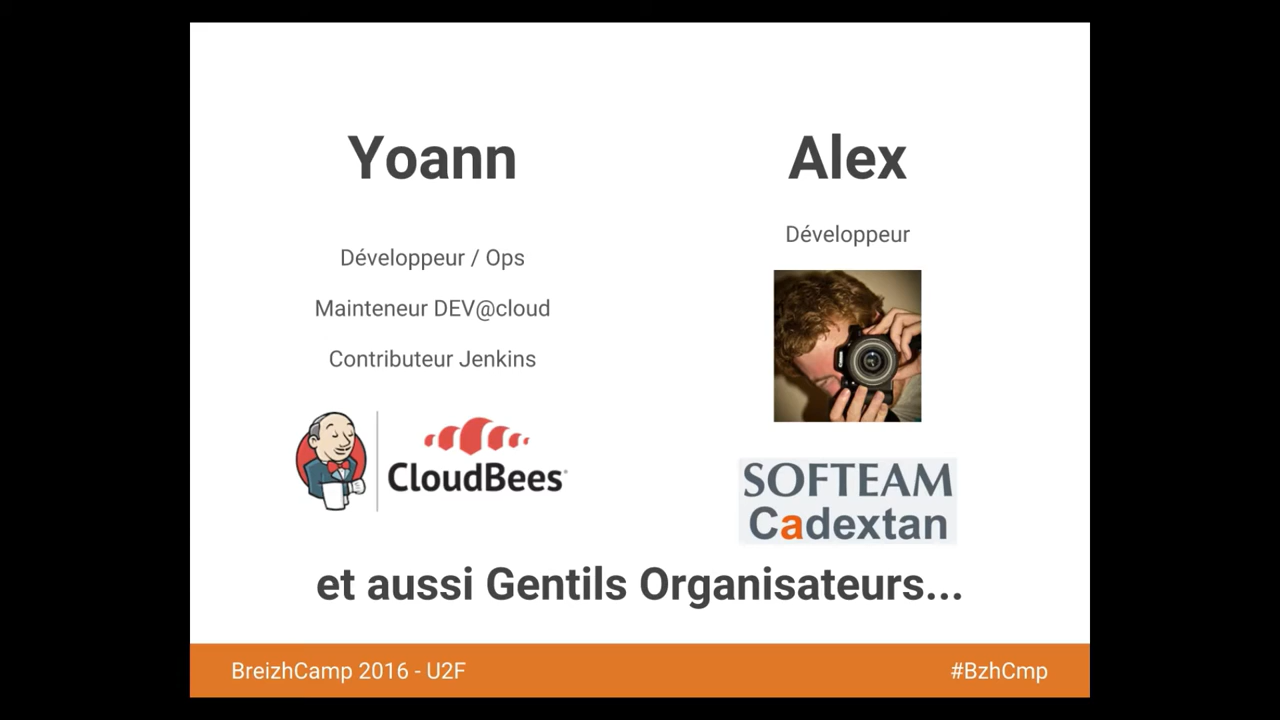 Yoann
Développeur / Ops
Mainteneur DEV@cloud
Contributeur Jenkins
CloudBees
Alex
Développeur
SOFTEAM
Cadextan
et aussi Gentils Organisateurs...
BreizhCamp 2016 - U2F
#BzhCmp